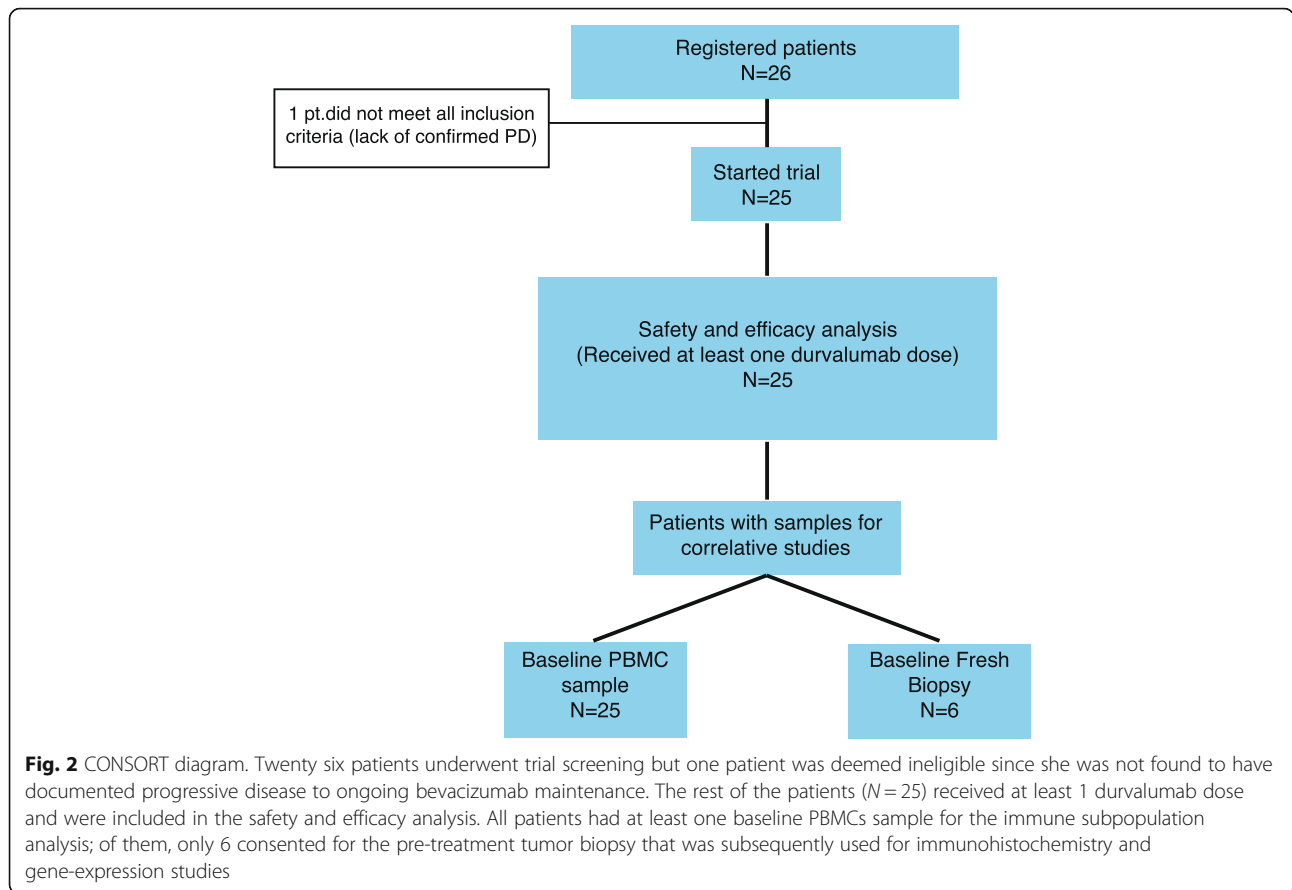 Registered patients
N=26
1 pt.did not meet all inclusion
criteria (lack of confirmed PD)
Started trial
N=25
Safety and efficacy analysis
(Received at least one durvalumab dose)
N=25
Patients with samples for
correlative studies
Baseline PBMC
sample
N=25
Baseline Fresh
Biopsy
N=6
Fig. 2 CONSORT diagram. Twenty six patients underwent trial screening but one patient was deemed ineligible since she was not found to have
documented progressive disease to ongoing bevacizumab maintenance. The rest of the patients (N = 25) received at least 1 durvalumab dose
and were included in the safety and efficacy analysis. All patients had at least one baseline PBMCs sample for the immune subpopulation
analysis; of them, only 6 consented for the pre-treatment tumor biopsy that was subsequently used for immunohistochemistry and
gene-expression studies